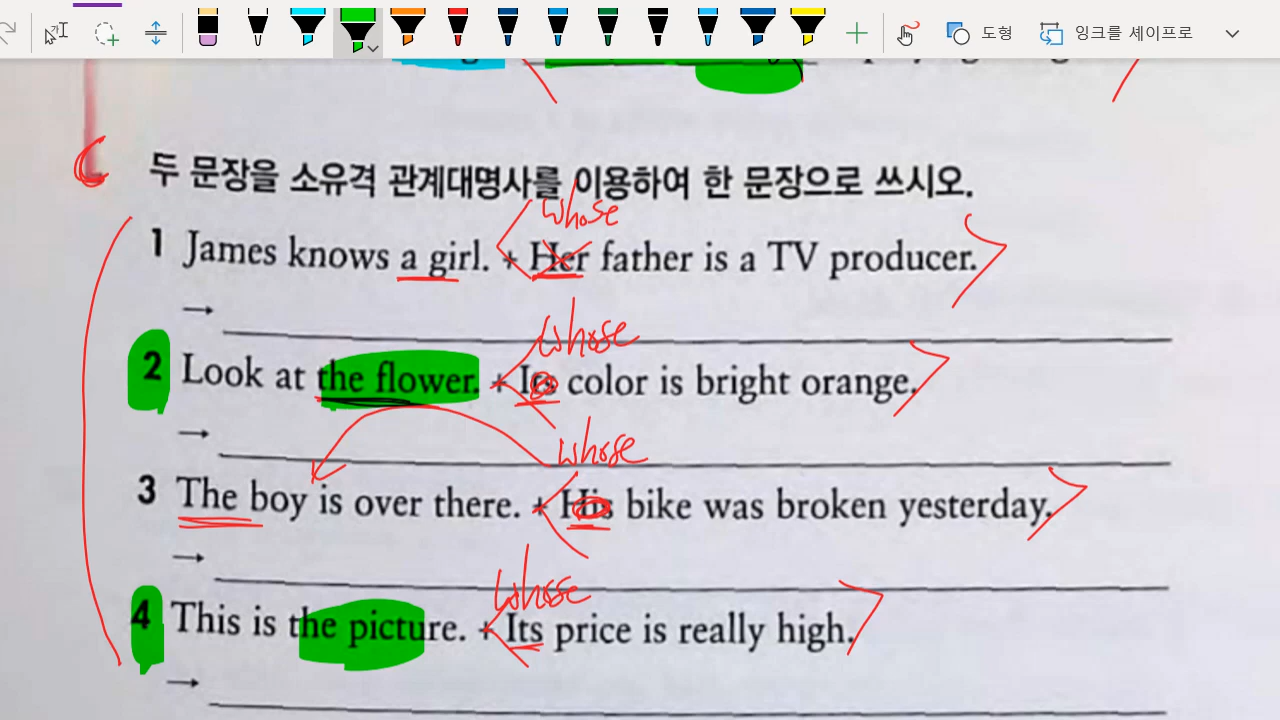 도형
잉크를 셰이프로
두 문장을 소유격 관계대명사를 이용하여 한 문장으로 쓰시오.
whose
1 James knows a girl. + Her father is a TV producer.
→
whose
2 Look at the flower. + Its color is bright orange.
→
whose
3 The boy is over there. + His bike was broken yesterday.
→
whose
4 This is the picture. + Its price is really high.
→